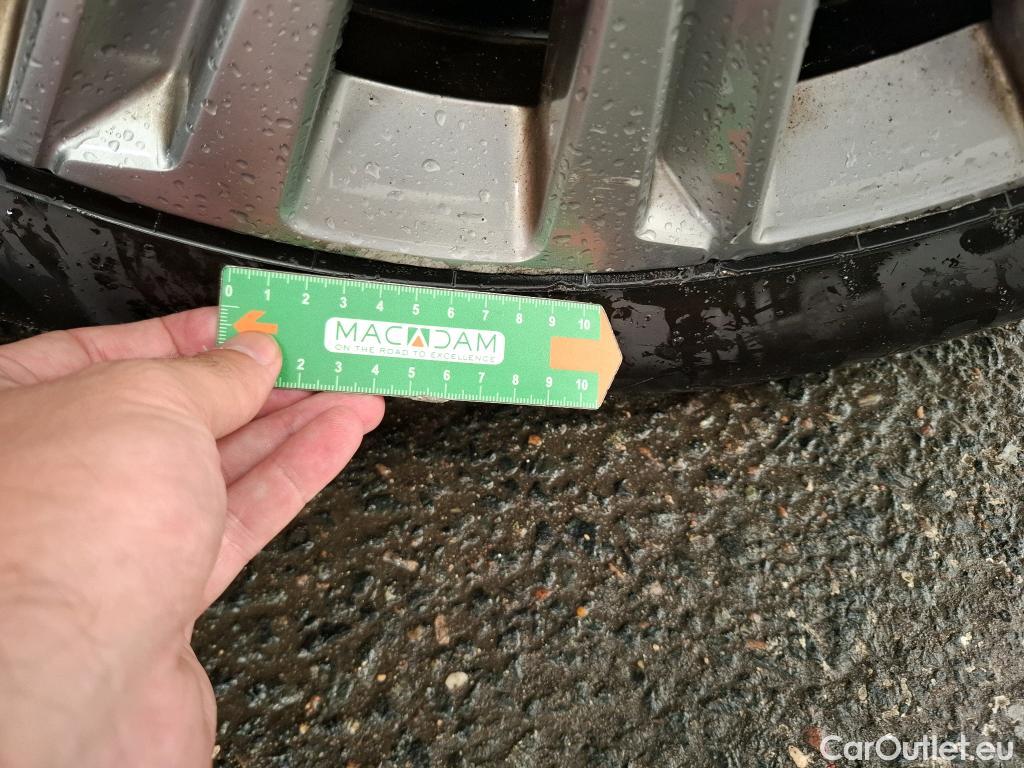 0 1 2 3 4 5 6 7 8 9 10
MACADAM
ON THE ROAD TO EXCELLENCE
2 3 4 5 6 7 8 9 10
CarOutlet.eu